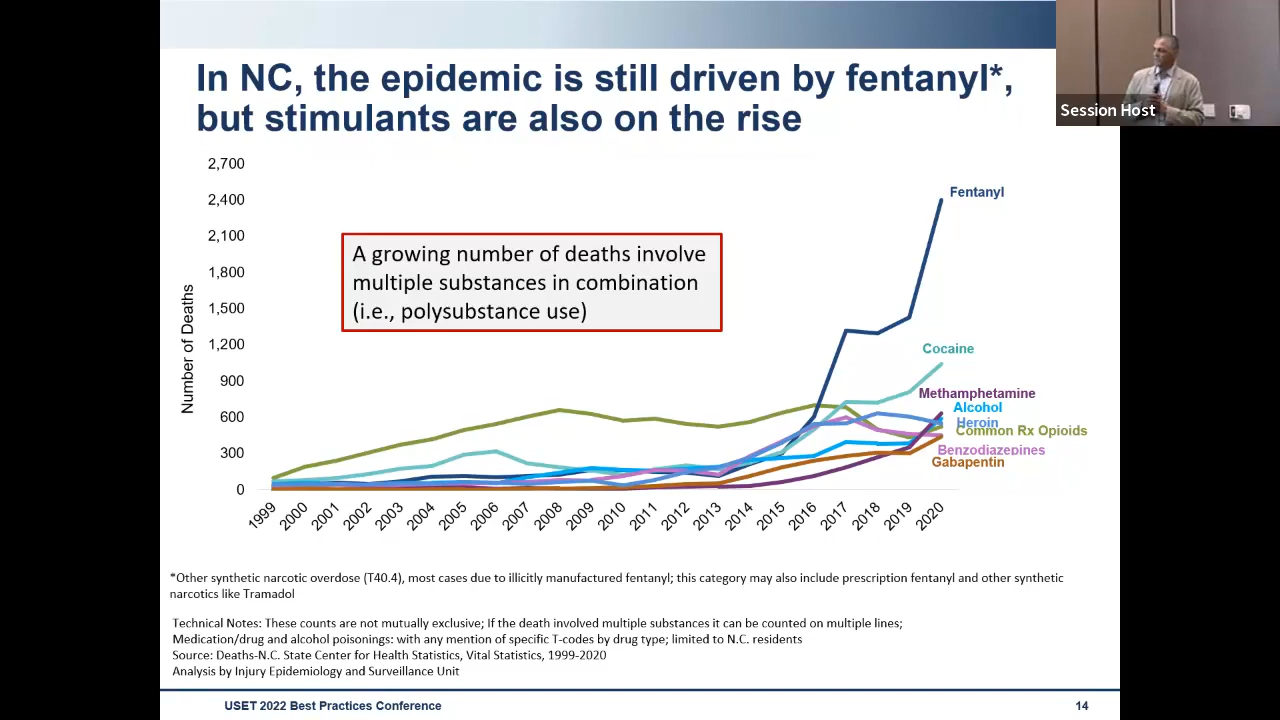 In NC, the epidemic is still driven by fentanyl*,
but stimulants are also on the rise
Session Host
2,700
2,400
2,100
1,800
1,500
1,200
900
600
300
0
Number of Deaths
A growing number of deaths involve
multiple substances in combination
(i.e., polysubstance use)
Fentanyl
Cocaine
Methamphetamine
Alcohol
Heroin
Common Rx Opioids
Benzodiazepines
Gabapentin
1999 2000 2001 2002 2003 2004 2005 2006 2007 2008 2009 2010 2011 2012 2013 2014 2015 2016 2017 2018 2019 2020
*Other synthetic narcotic overdose (T40.4), most cases due to illicitly manufactured fentanyl; this category may also include prescription fentanyl and other synthetic
narcotics like Tramadol
Technical Notes: These counts are not mutually exclusive; If the death involved multiple substances it can be counted on multiple lines;
Medication/drug and alcohol poisonings: with any mention of specific T-codes by drug type; limited to N.C. residents
Source: Deaths-N.C. State Center for Health Statistics, Vital Statistics, 1999-2020
Analysis by Injury Epidemiology and Surveillance Unit
USET 2022 Best Practices Conference
14